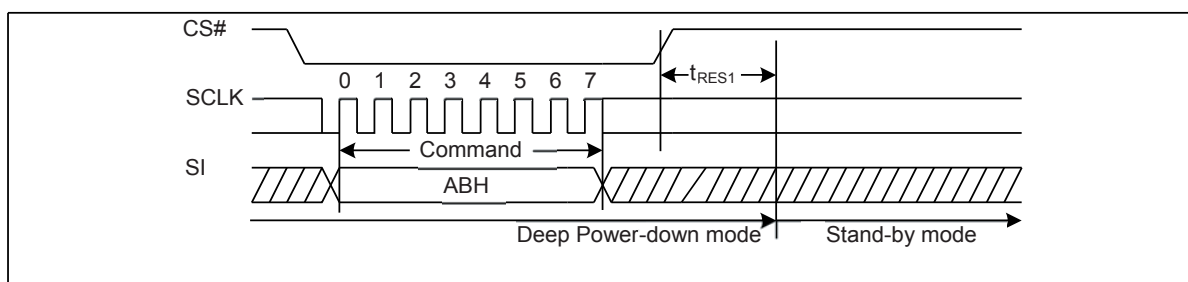 CS#
tRES1
0 1 2 3 4 5 6 7
SCLK
Command
SI
ABH
Deep Power-down mode
Stand-by mode